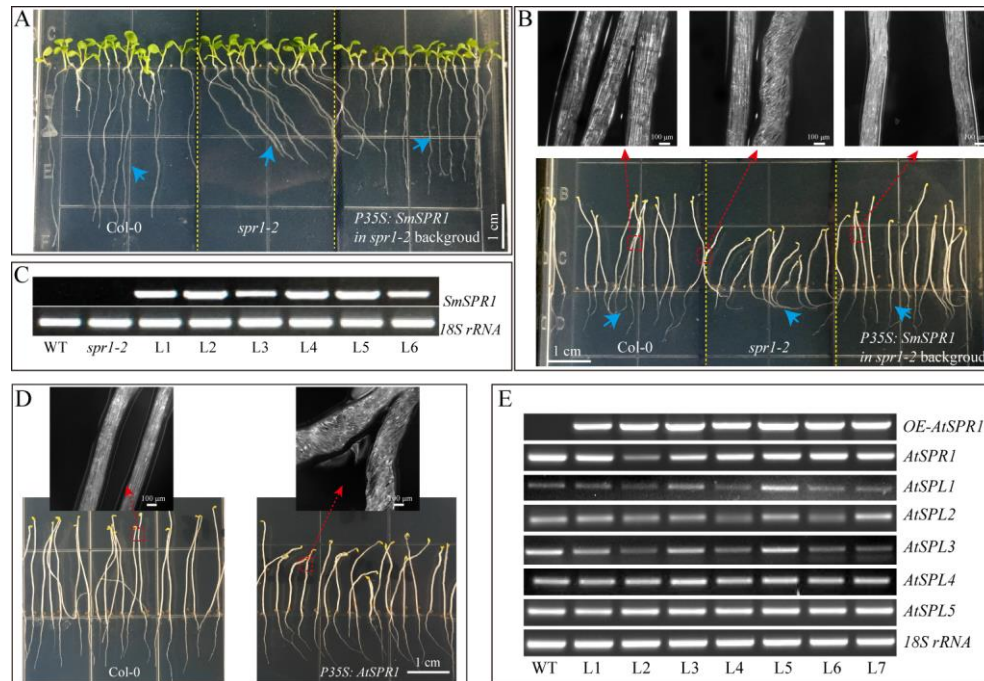 A
Col-0
spr1-2
P35S: SmSPR1
in spr1-2 backgroud
1 cm
B
100 μm
100 μm
100 μm
Col-0
spr1-2
P35S: SmSPR1
in spr1-2 backgroud
1 cm
C
SmSPR1
18S rRNA
WT spr1-2 L1 L2 L3 L4 L5 L6
D
100 μm
100 μm
Col-0
P35S: AtSPR1
1 cm
E
OE-AtSPR1
AtSPR1
AtSPL1
AtSPL2
AtSPL3
AtSPL4
AtSPL5
18S rRNA
WT L1 L2 L3 L4 L5 L6 L7